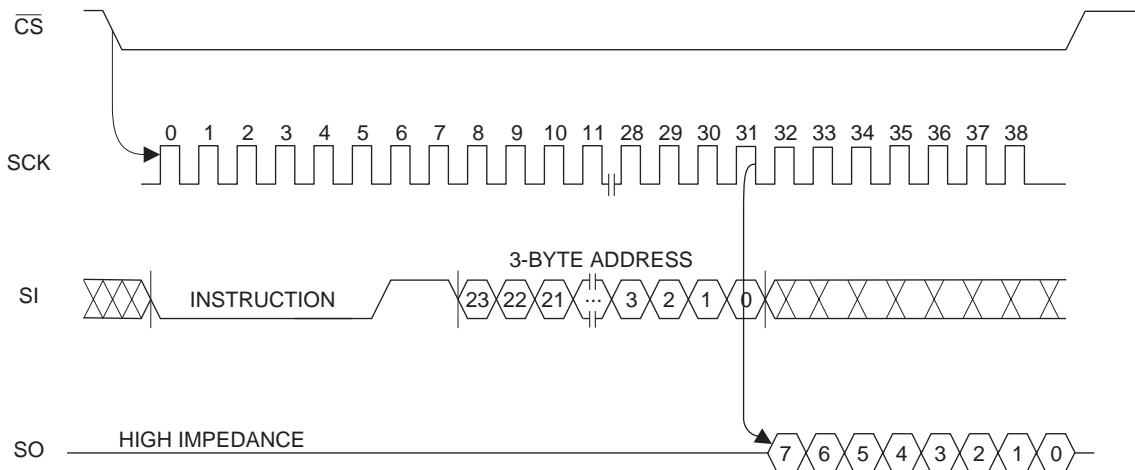 CS
0 1 2 3 4 5 6 7 8 9 10 11 28 29 30 31 32 33 34 35 36 37 38
SCK
3-BYTE ADDRESS
SI INSTRUCTION 23 22 21 ... 3 2 1 0
HIGH IMPEDANCE
SO 7 6 5 4 3 2 1 0